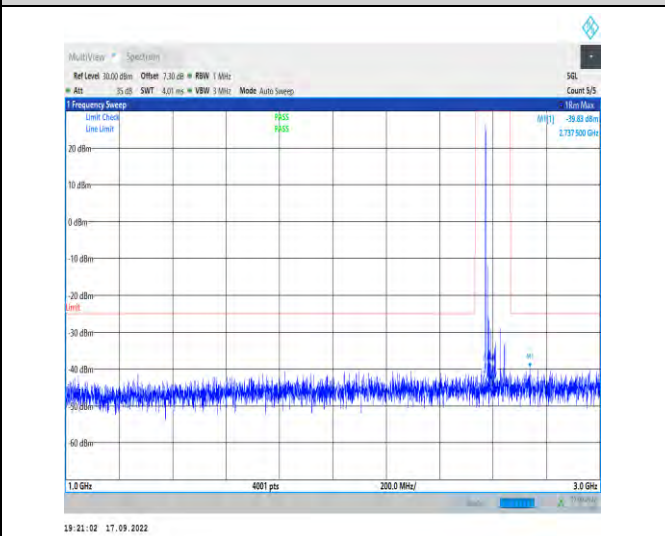 MultiView Spectrum
Ref Level 30.00 dBm Offset 7.30 dB RBW 1 MHz SGL
Att 35 dB SWT 4.01 ms VBW 3 MHz Mode Auto Sweep Count 5/5
1 Frequency Sweep Max
Limit Check PASS M1[1] -39.83 dBm
Line Limit PASS 2.737 500 GHz
20 dBm
10 dBm
0 dBm
-10 dBm
-20 dBm
Limit
-30 dBm
M1
-40 dBm
-50 dBm
-60 dBm
1.0 GHz 4001 pts 200.0 MHz/ 3.0 GHz
19:21:02 17.09.2022